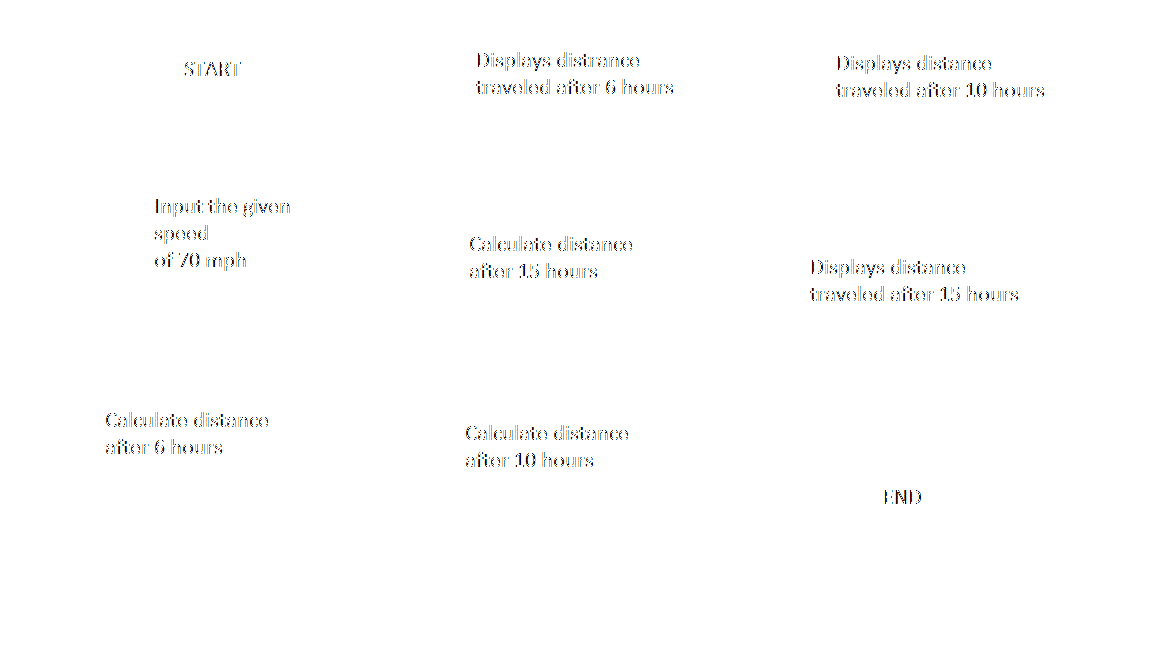 START
Input the given
speed
of 70 mph
Calculate distance
after 6 hours
Displays distrance
traveled after 6 hours
Calculate distance
after 15 hours
Calculate distance
after 10 hours
Displays distance
traveled after 10 hours
Displays distance
traveled after 15 hours
END